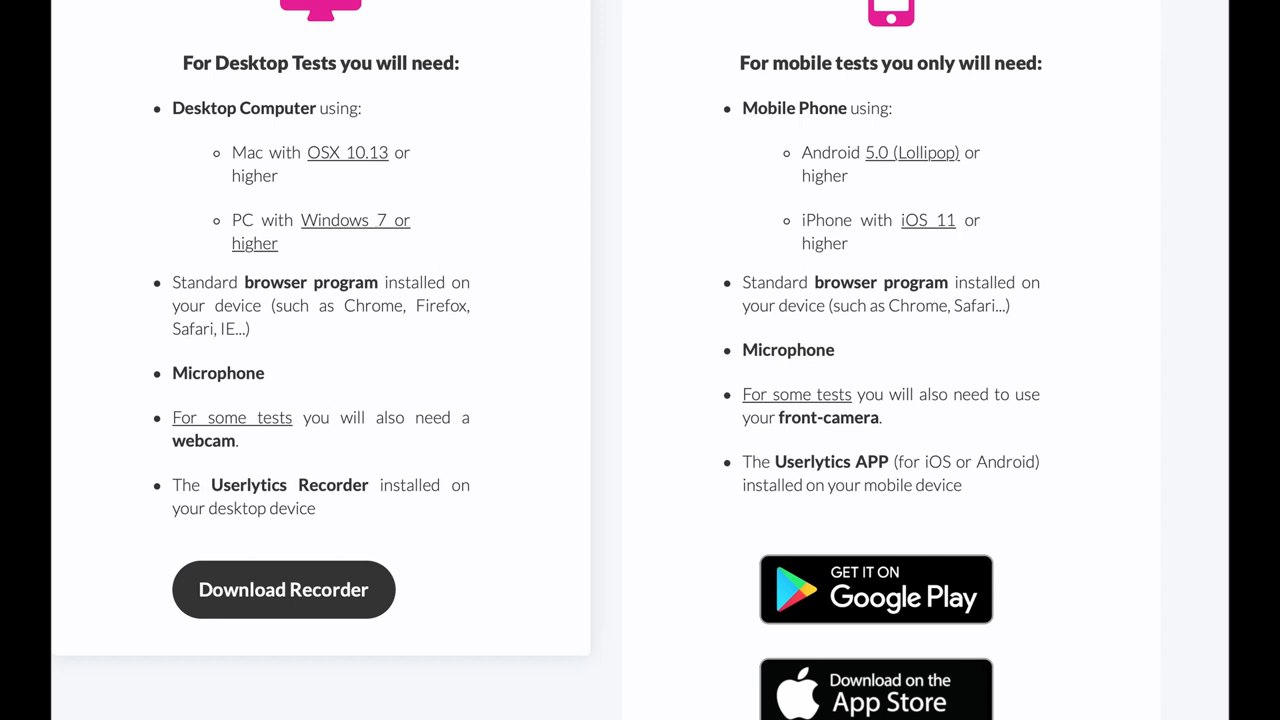 For Desktop Tests you will need:
Desktop Computer using:
Mac with OSX 10.13 or
higher
PC with Windows 7 or
higher
Standard browser program installed on
your device (such as Chrome, Firefox,
Safari, IE...)
Microphone
For some tests you will also need a
webcam.
The Userlytics Recorder installed on
your desktop device
Download Recorder
For mobile tests you only will need:
Mobile Phone using:
Android 5.0 (Lollipop) or
higher
iPhone with iOS 11 or
higher
Standard browser program installed on
your device (such as Chrome, Safari...)
Microphone
For some tests you will also need to use
your front-camera.
The Userlytics APP (for iOS or Android)
installed on your mobile device
GET IT ON
Google Play
Download on the
App Store